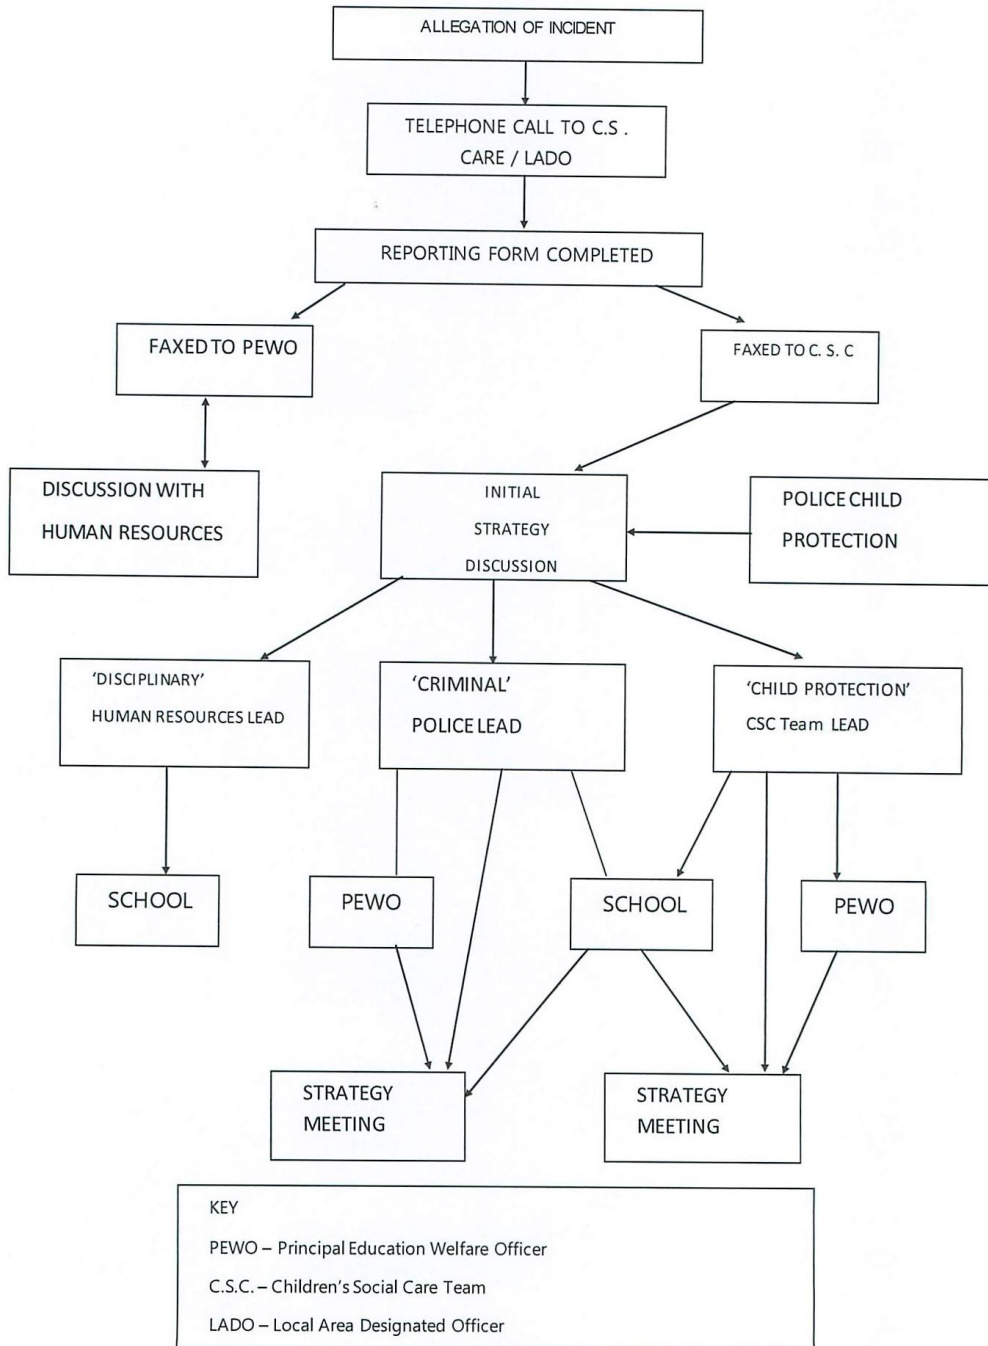 ALLEGATION OF INCIDENT
TELEPHONE CALL TO C.S .
CARE / LADO
REPORTING FORM COMPLETED
FAXED TO PEWO
FAXED TO C. S. C
DISCUSSION WITH
HUMAN RESOURCES
INITIAL
STRATEGY
DISCUSSION
POLICE CHILD
PROTECTION
'DISCIPLINARY'
HUMAN RESOURCES LEAD
'CRIMINAL'
POLICE LEAD
'CHILD PROTECTION'
CSC Team LEAD
SCHOOL
PEWO
SCHOOL
PEWO
STRATEGY
MEETING
STRATEGY
MEETING
KEY
PEWO – Principal Education Welfare Officer
C.S.C. – Children's Social Care Team
LADO – Local Area Designated Officer